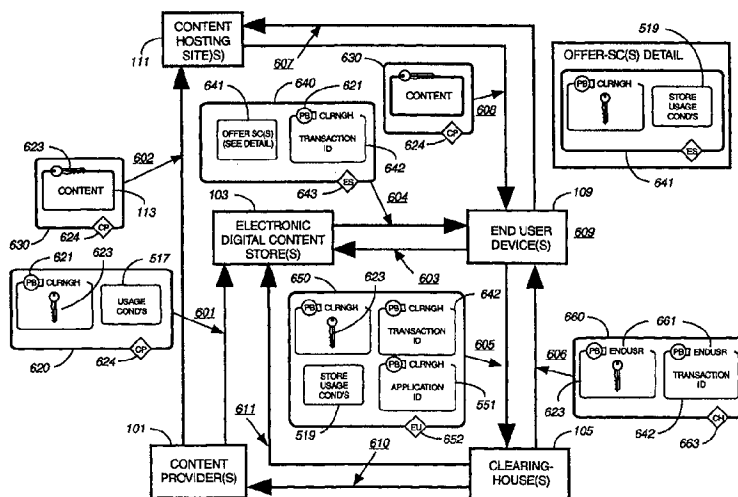 CONTENT
HOSTING
SITE(S)
111
607
OFFER-SC(S) DETAIL
519
PB CLRNGH
STORE
USAGE
COND'S
ES
641
630
CONTENT
608
624
CP
641
640
621
OFFER SC(S)
(SEE DETAIL)
PB CLRNGH
TRANSACTION
ID
642
643
ES
604
623
602
CONTENT
113
630
624
CP
103
ELECTRONIC
DIGITAL CONTENT
STORE(S)
109
END USER
DEVICE(S)
609
603
621
623
517
PB CLRNGH
USAGE
COND'S
601
620
624
CP
650
623
642
PB CLRNGH
PB CLRNGH
TRANSACTION
ID
605
STORE
USAGE
COND'S
PB CLRNGH
APPLICATION
ID
519
551
EU
652
611
660
661
606
PB ENDUSR
PB ENDUSR
TRANSACTION
ID
623
642
CH
663
101
CONTENT
PROVIDER(S)
610
105
CLEARING-
HOUSE(S)